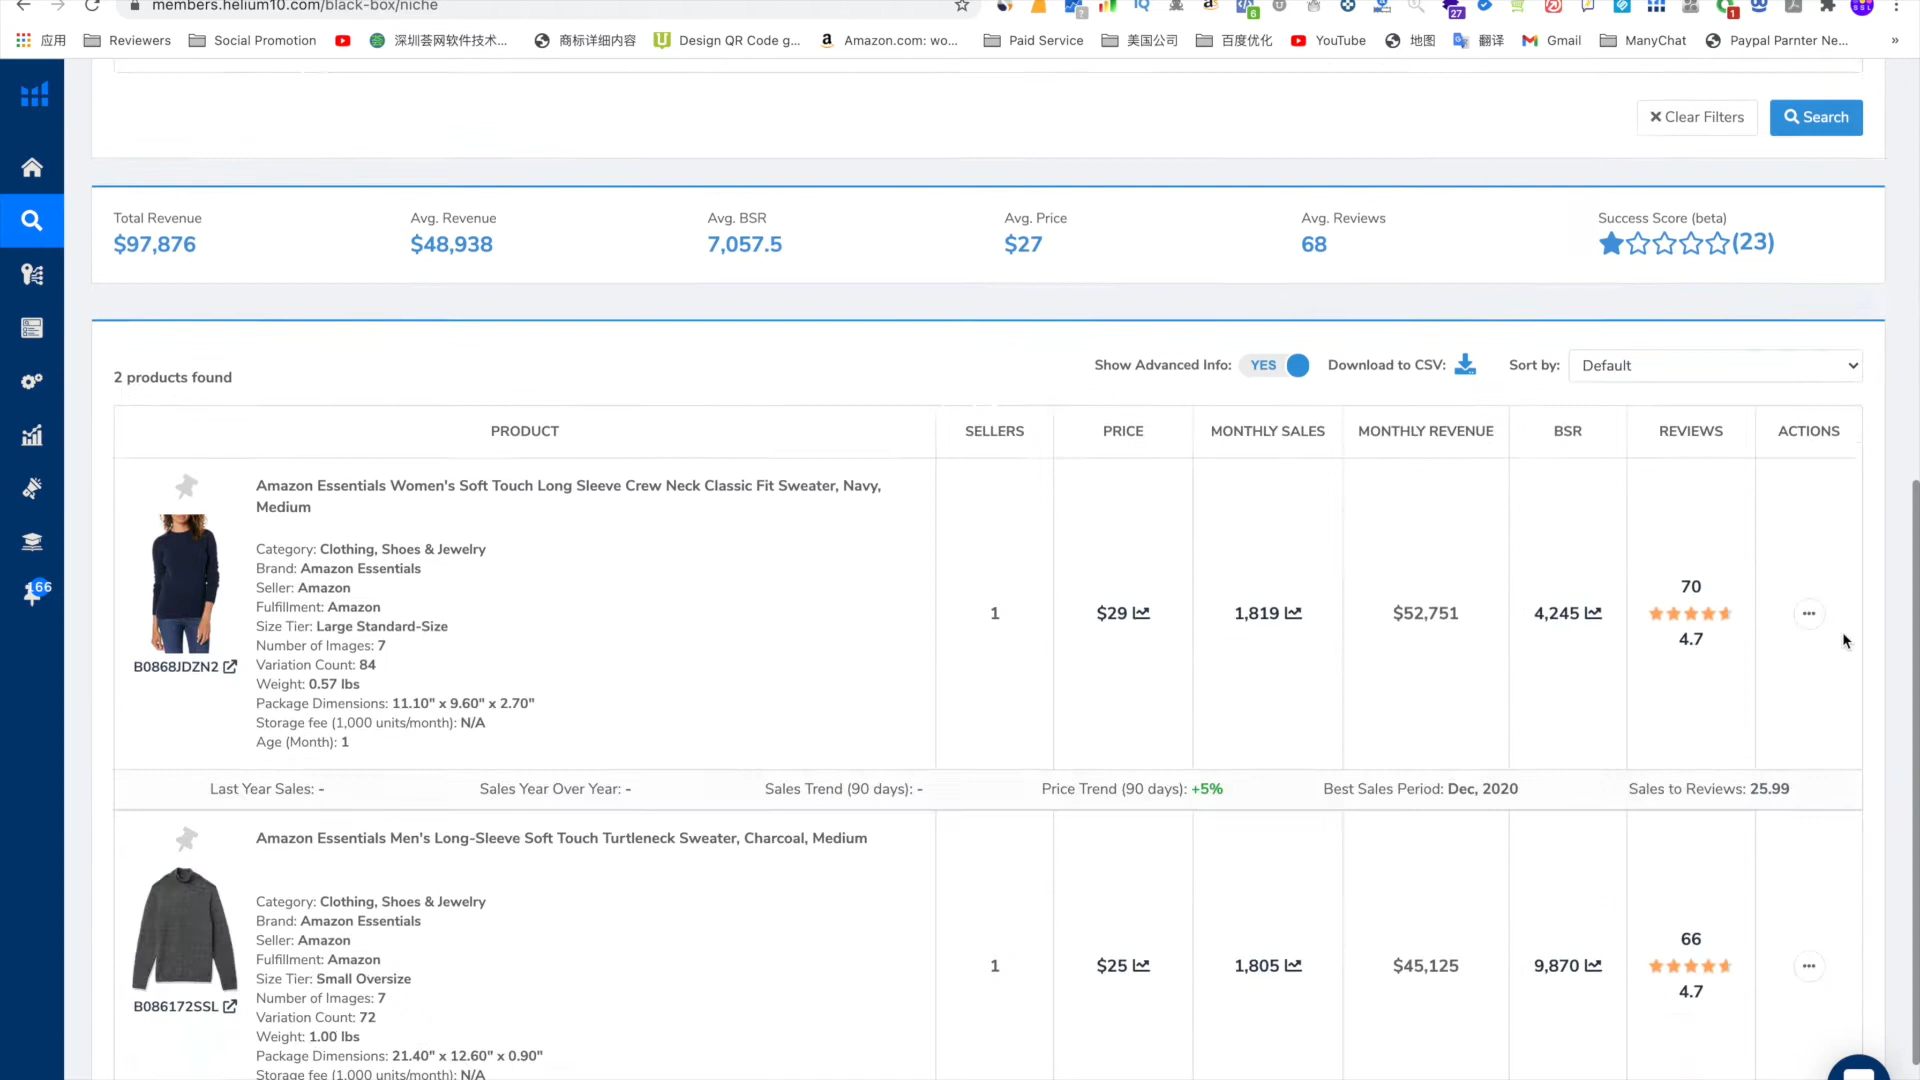 members.helium10.com/black-box/niche
应用 Reviewers Social Promotion 深圳荟网软件技术... 商标详细内容 Design QR Code g... Amazon.com: wo... Paid Service 美国公司 百度优化 YouTube 地图 翻译 Gmail ManyChat Paypal Parnter Ne... »
Clear Filters Search
Total Revenue Avg. Revenue Avg. BSR Avg. Price Avg. Reviews Success Score (beta)
$97,876 $48,938 7,057.5 $27 68 (23)
Show Advanced Info: YES Download to CSV: Sort by: Default
2 products found
PRODUCT SELLERS PRICE MONTHLY SALES MONTHLY REVENUE BSR REVIEWS ACTIONS
Amazon Essentials Women's Soft Touch Long Sleeve Crew Neck Classic Fit Sweater, Navy,
Medium
Category: Clothing, Shoes & Jewelry
Brand: Amazon Essentials
Seller: Amazon
Fulfillment: Amazon
Size Tier: Large Standard-Size
Number of Images: 7
Variation Count: 84
Weight: 0.57 lbs
Package Dimensions: 11.10" x 9.60" x 2.70"
Storage fee (1,000 units/month): N/A
Age (Month): 1
B0868JDZN2
1 $29 1,819 $52,751 4,245
70
4.7
166
Last Year Sales: - Sales Year Over Year: - Sales Trend (90 days): - Price Trend (90 days): +5% Best Sales Period: Dec, 2020 Sales to Reviews: 25.99
Amazon Essentials Men's Long-Sleeve Soft Touch Turtleneck Sweater, Charcoal, Medium
Category: Clothing, Shoes & Jewelry
Brand: Amazon Essentials
Seller: Amazon
Fulfillment: Amazon
Size Tier: Small Oversize
Number of Images: 7
Variation Count: 72
Weight: 1.00 lbs
Package Dimensions: 21.40" x 12.60" x 0.90"
Storage fee (1,000 units/month): N/A
B086172SSL
1 $25 1,805 $45,125 9,870
66
4.7